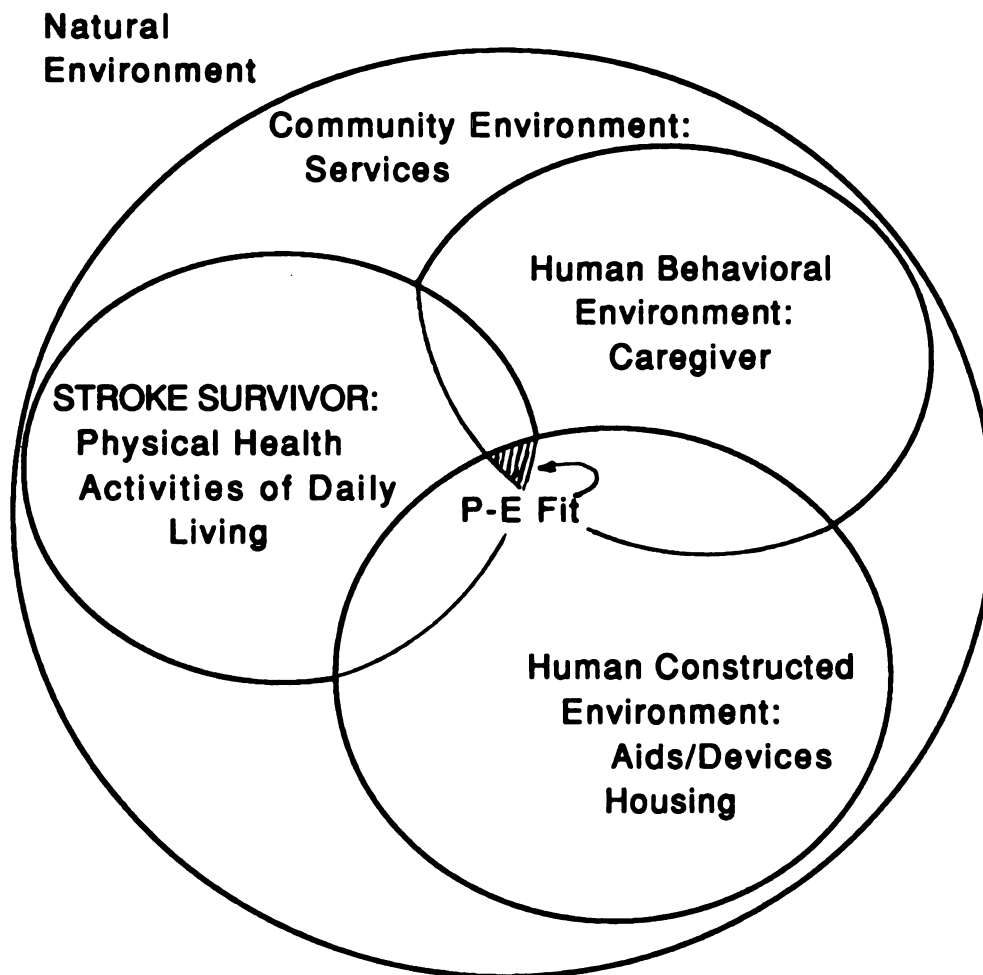 Natural
Environment
Community Environment:
Services
Human Behavioral
Environment:
Caregiver
STROKE SURVIVOR:
Physical Health
Activities of Daily
Living
P-E Fit
Human Constructed
Environment:
Aids/Devices
Housing